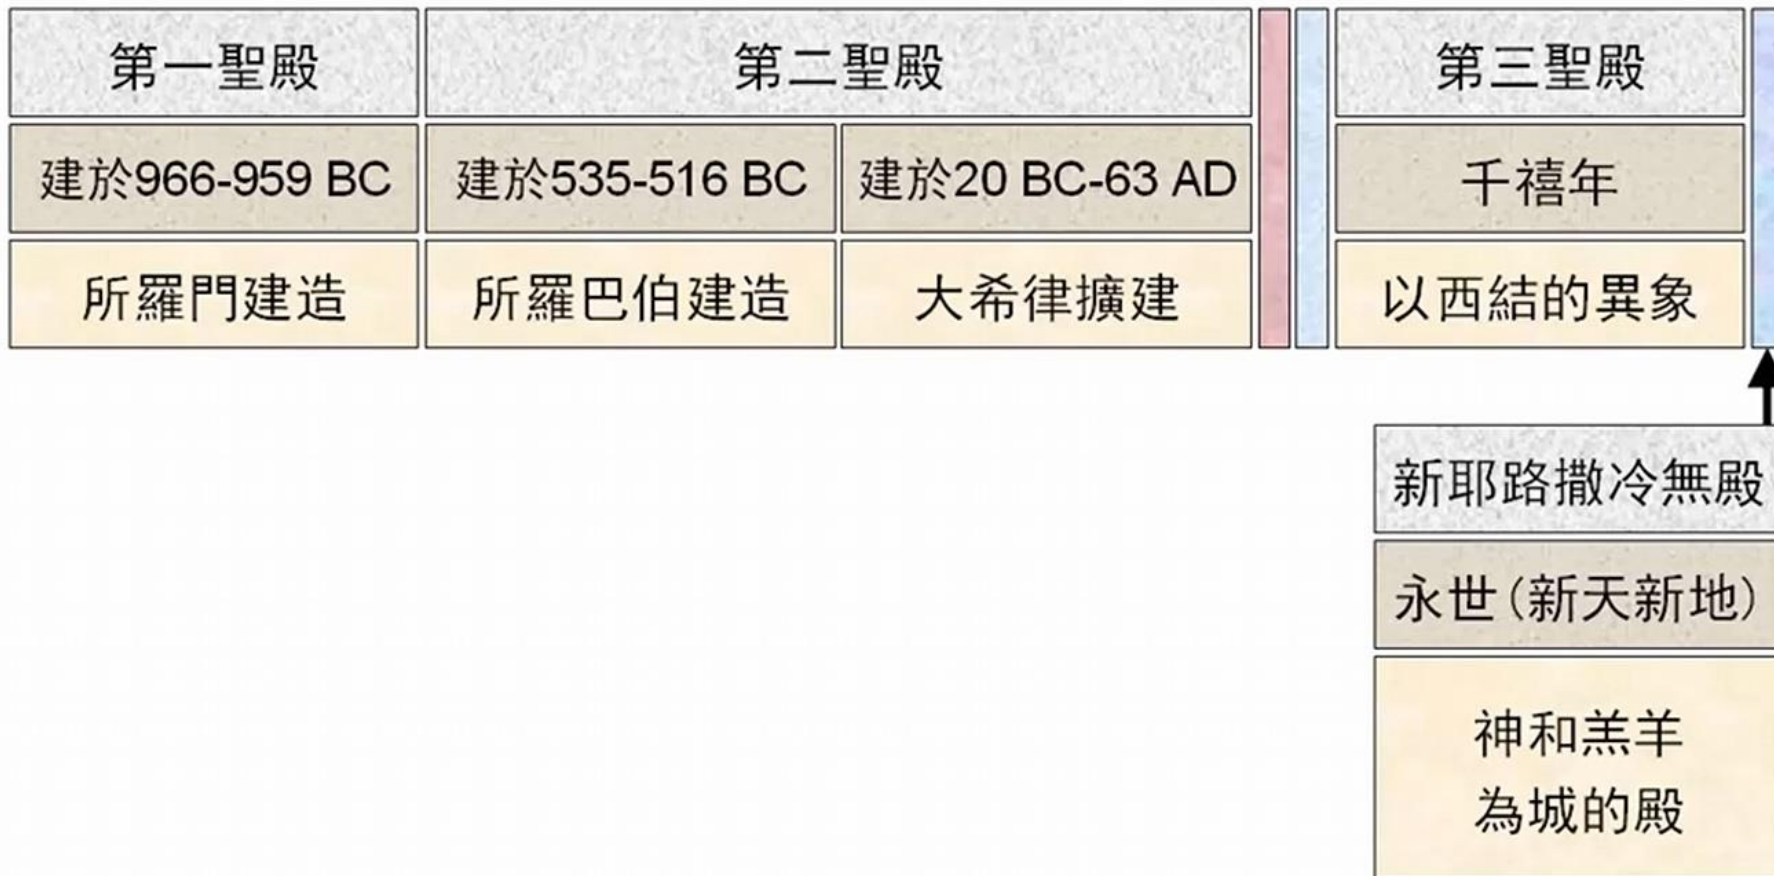 第一聖殿
第二聖殿
第三聖殿
建於966-959 BC
建於535-516 BC
建於20 BC-63 AD
千禧年
所羅門建造
所羅巴伯建造
大希律擴建
以西結的異象
新耶路撒冷無殿
永世(新天新地)
神和羔羊
為城的殿